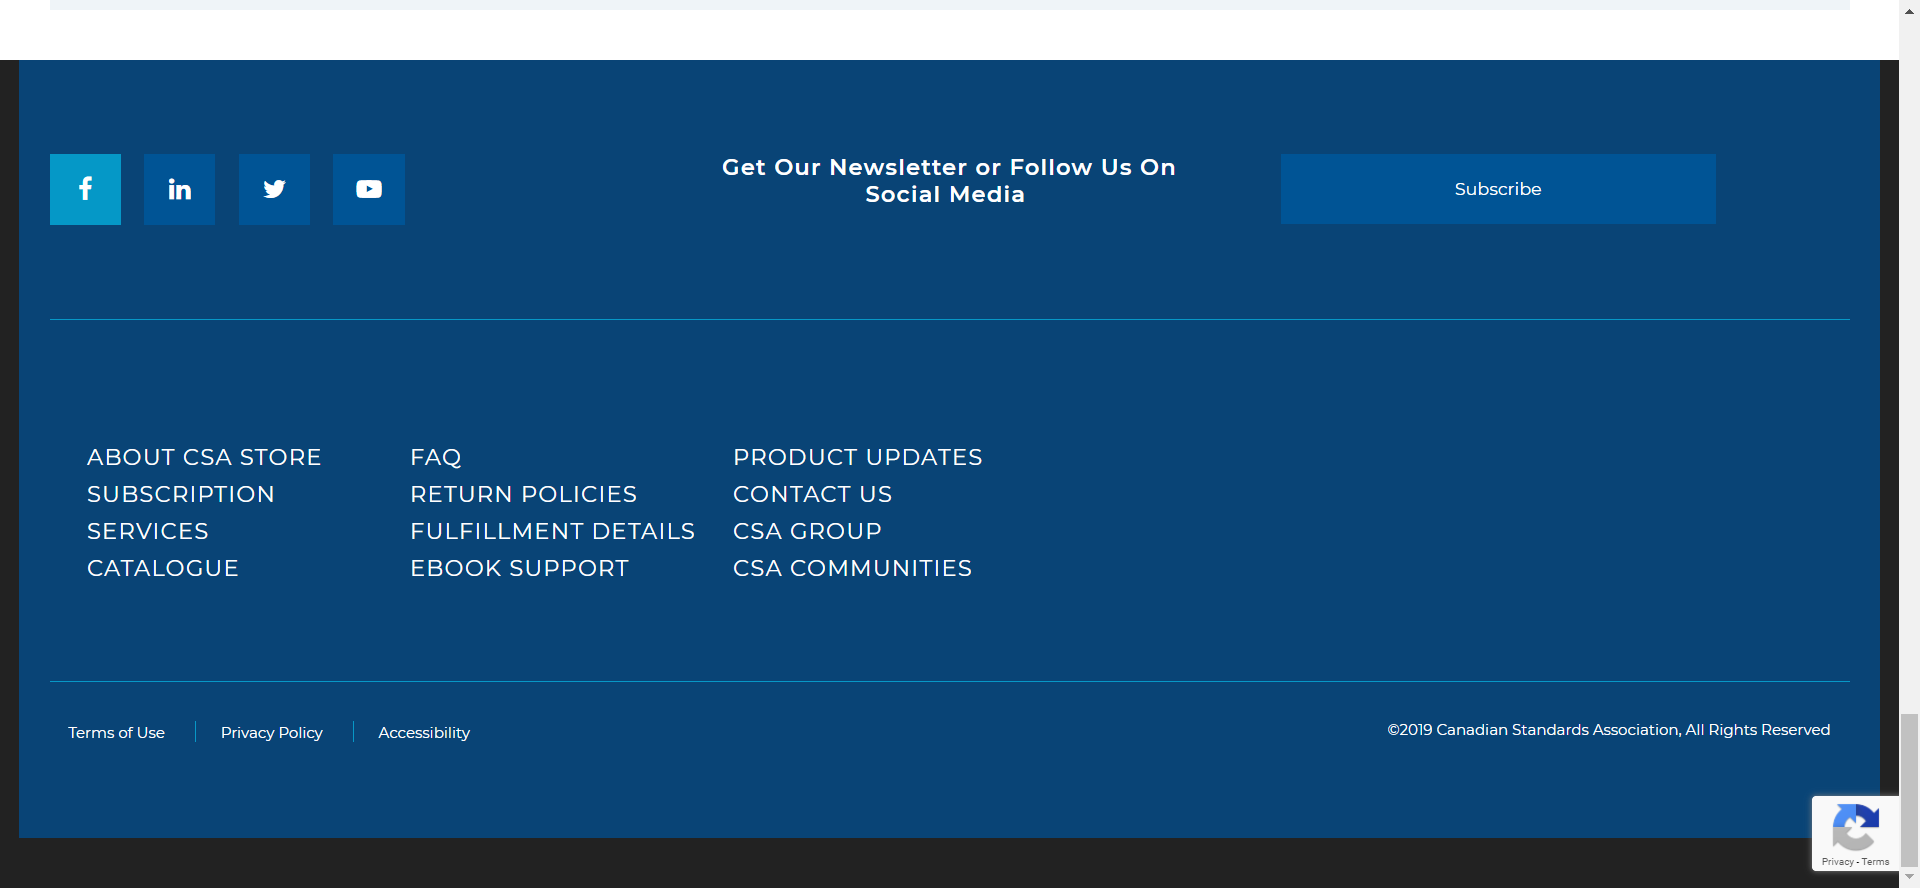 Get Our Newsletter or Follow Us On
Social Media
Subscribe
ABOUT CSA STORE
SUBSCRIPTION
SERVICES
CATALOGUE
FAQ
RETURN POLICIES
FULFILLMENT DETAILS
EBOOK SUPPORT
PRODUCT UPDATES
CONTACT US
CSA GROUP
CSA COMMUNITIES
Terms of Use
Privacy Policy
Accessibility
©2019 Canadian Standards Association, All Rights Reserved
Privacy - Terms